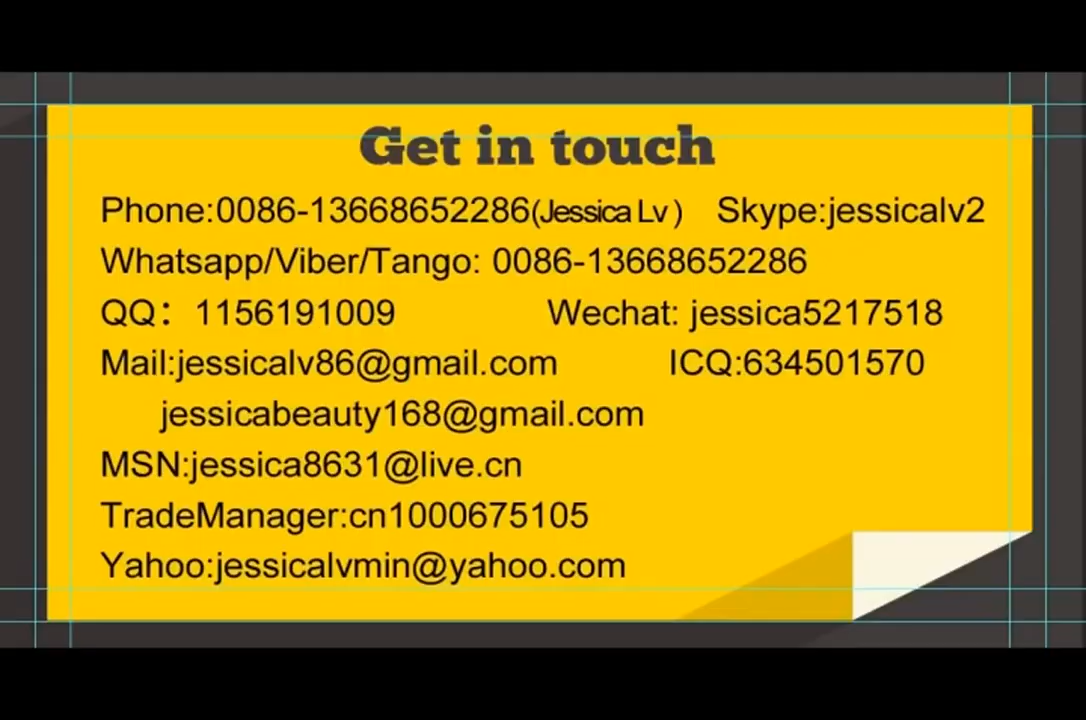 Get in touch
Phone:0086-13668652286(Jessica Lv ) Skype:jessicalv2
Whatsapp/Viber/Tango: 0086-13668652286
QQ：1156191009 Wechat: jessica5217518
Mail:jessicalv86@gmail.com ICQ:634501570
jessicabeauty168@gmail.com
MSN:jessica8631@live.cn
TradeManager:cn1000675105
Yahoo:jessicalvmin@yahoo.com